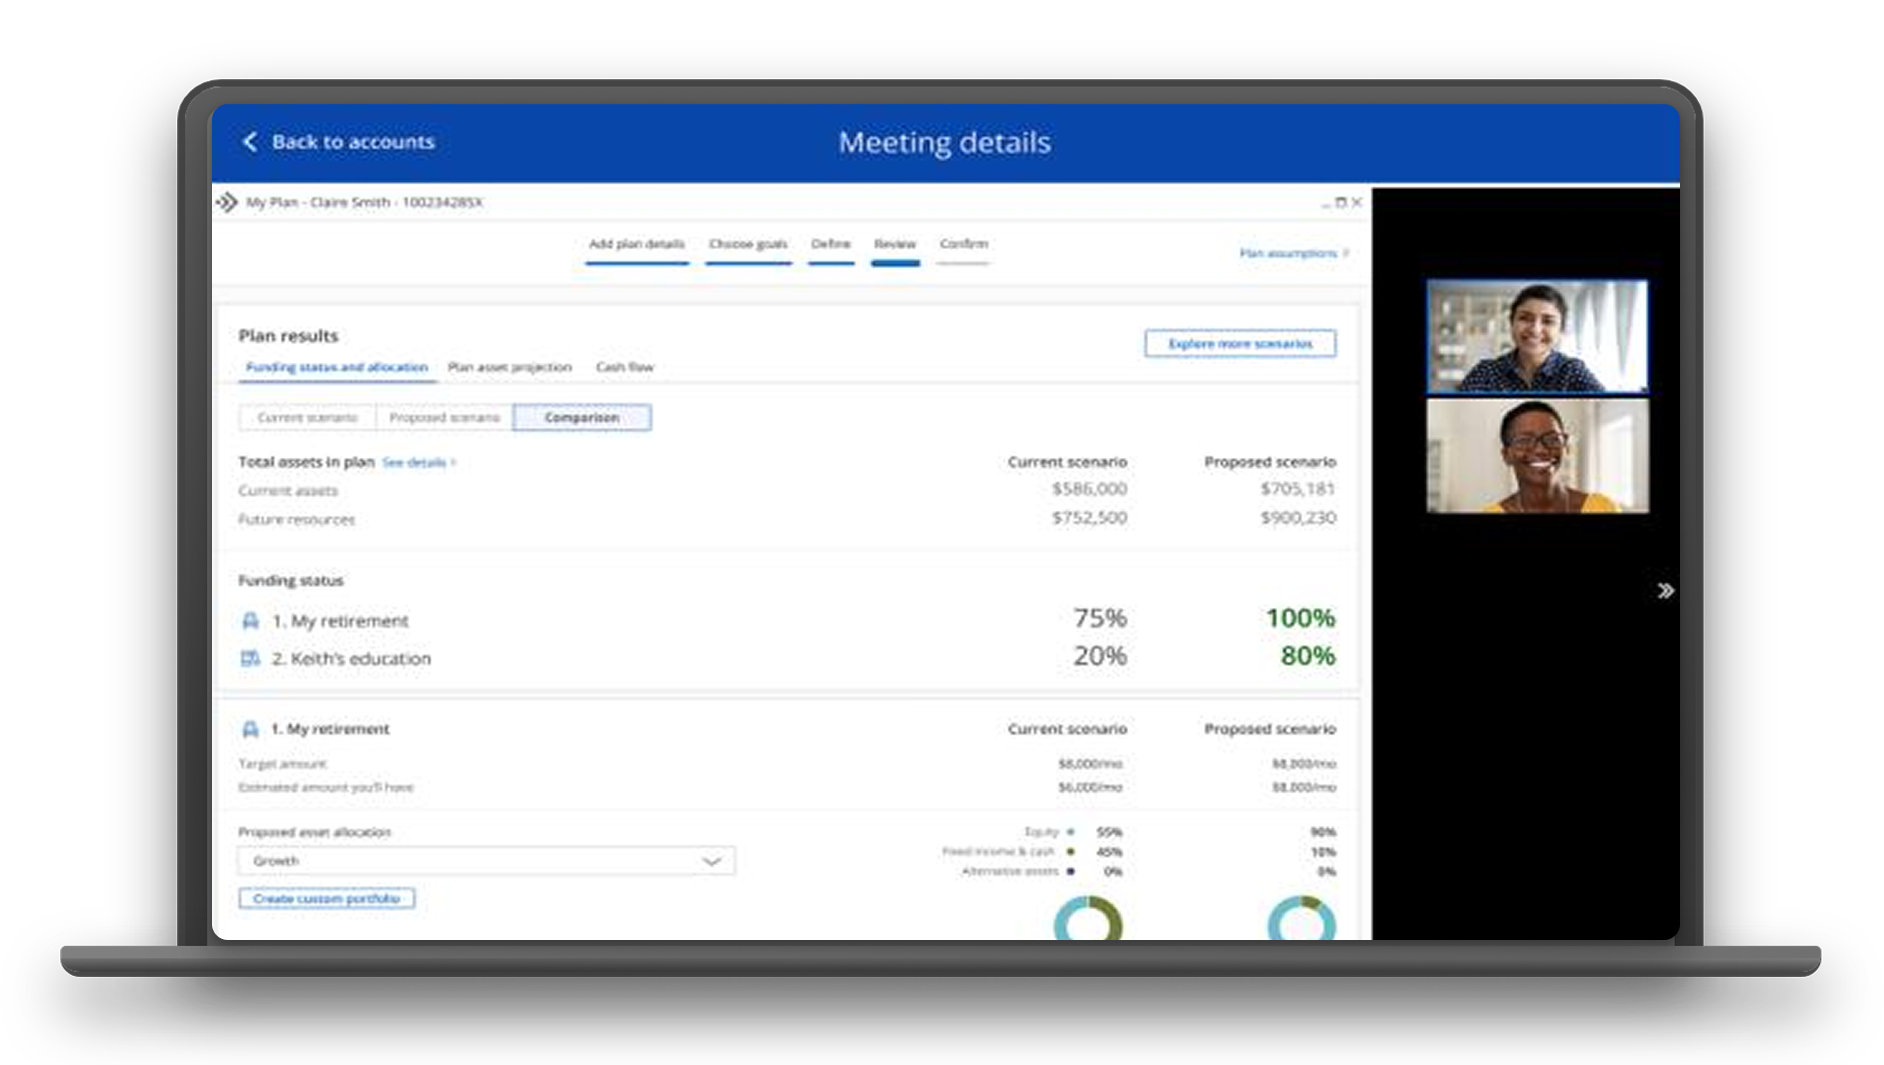 Back to accounts
Meeting details
My Plan - Claire Smith - 100234285X
Add plan details Choose goals Define Review Confirm
Plan assumptions
Plan results
Explore more scenarios
Funding status and allocation Plan asset projection Cash flow
Current scenario Proposed scenario Comparison
Total assets in plan See details Current scenario Proposed scenario
Current assets $586,000 $705,181
Future resources $752,500 $900,230
Funding status
1. My retirement 75% 100%
2. Keith's education 20% 80%
1. My retirement Current scenario Proposed scenario
Target amount $8,000/mo $8,000/mo
Estimated amount you'll have $6,000/mo $8,000/mo
Proposed asset allocation Equity 55% 90%
Growth Fixed income & cash 45% 10%
Alternative assets 0% 0%
Create custom portfolio